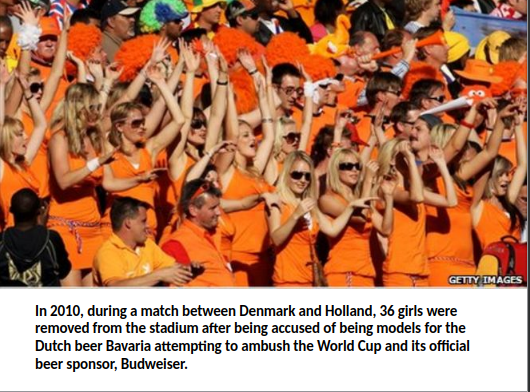 GETTY IMAGES
In 2010, during a match between Denmark and Holland, 36 girls were
removed from the stadium after being accused of being models for the
Dutch beer Bavaria attempting to ambush the World Cup and its official
beer sponsor, Budweiser.